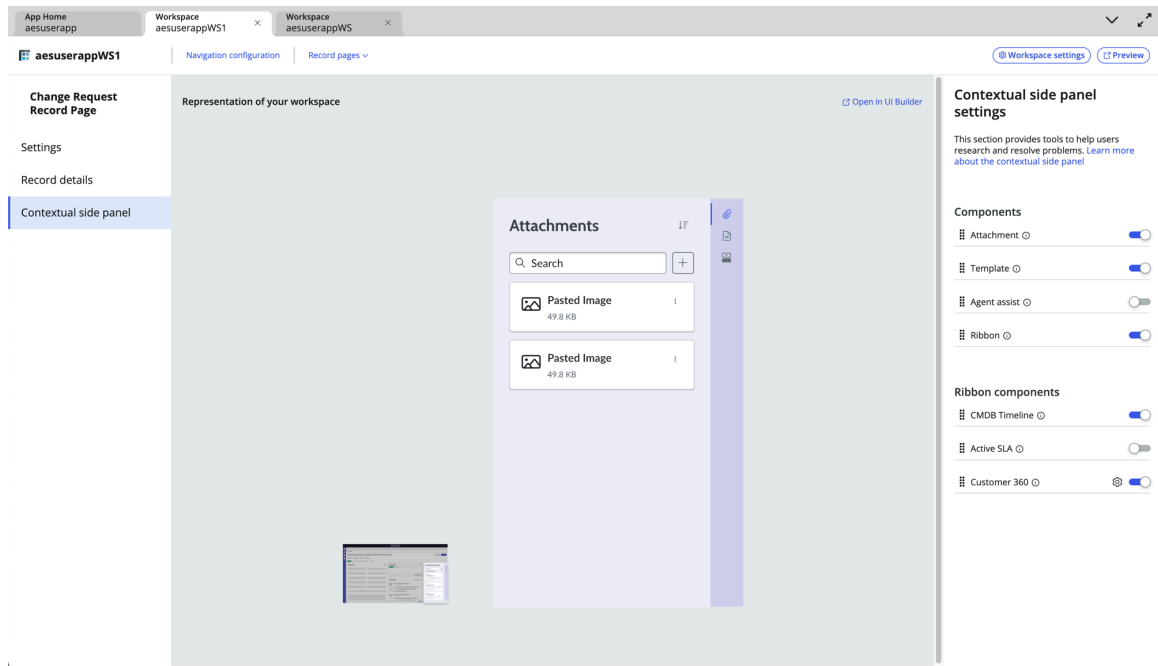 App Home
aesuserapp
Workspace
aesuserappWS1
Workspace
aesuserappWS
aesuserappWS1
Navigation configuration
Record pages
Workspace settings
Preview
Change Request
Record Page
Settings
Record details
Contextual side panel
Representation of your workspace
Open in UI Builder
Attachments
Search
Pasted Image
49.8 KB
Pasted Image
49.8 KB
Contextual side panel
settings
This section provides tools to help users
research and resolve problems. Learn more
about the contextual side panel
Components
Attachment
Template
Agent assist
Ribbon
Ribbon components
CMDB Timeline
Active SLA
Customer 360